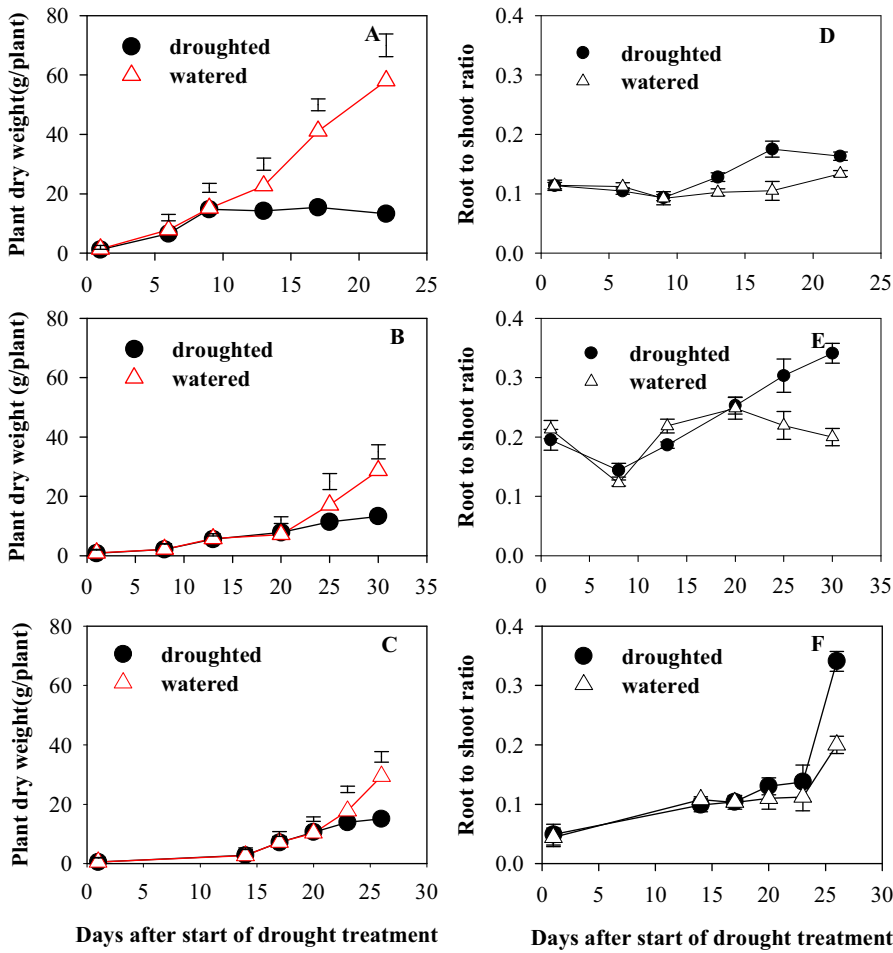 Plant dry weight(g/plant)
80
60
40
20
0
A
droughted
watered
0 5 10 15 20 25
Root to shoot ratio
0.4
0.3
0.2
0.1
0.0
D
droughted
watered
0 5 10 15 20 25
Plant dry weight (g/plant)
80
60
40
20
0
B
droughted
watered
0 5 10 15 20 25 30 35
Root to shoot ratio
0.4
0.3
0.2
0.1
0.0
E
droughted
watered
0 5 10 15 20 25 30 35
Plant dry weight(g/plant)
80
60
40
20
0
C
droughted
watered
0 5 10 15 20 25 30
Days after start of drought treatment
Root to shoot ratio
0.4
0.3
0.2
0.1
0.0
F
droughted
watered
0 5 10 15 20 25 30
Days after start of drought treatment